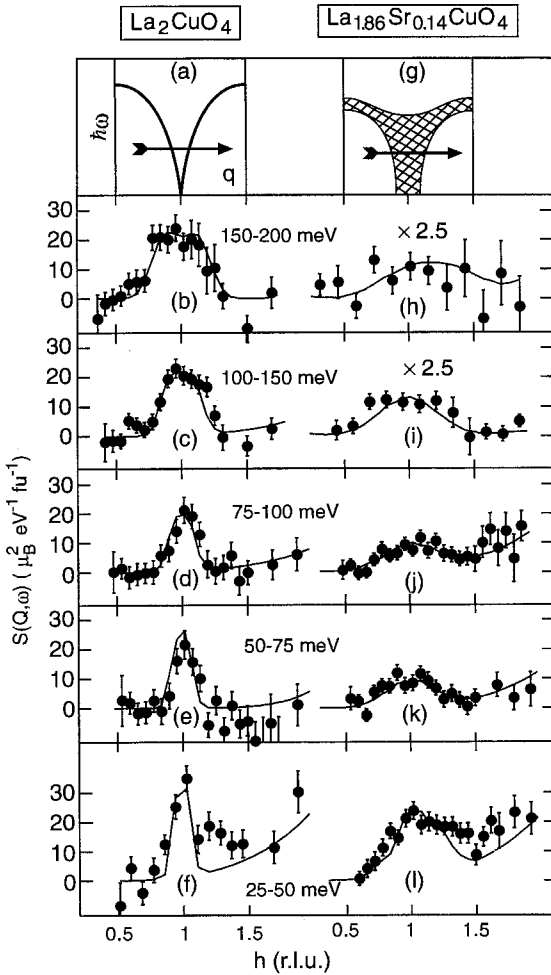 La2CuO4
La1.86Sr0.14CuO4
(a)
(g)
ħω
q
30
20
10
0
150-200 meV
× 2.5
(b)
(h)
30
20
10
0
100-150 meV
× 2.5
(c)
(i)
30
20
10
0
75-100 meV
(d)
(j)
30
20
10
0
50-75 meV
(e)
(k)
30
20
10
0
(f)
25-50 meV
(l)
S(Q,ω) ( μB2 eV-1 fu-1)
0.5 1.0 1.5 0.5 1.0 1.5
h (r.l.u.) h (r.l.u.)